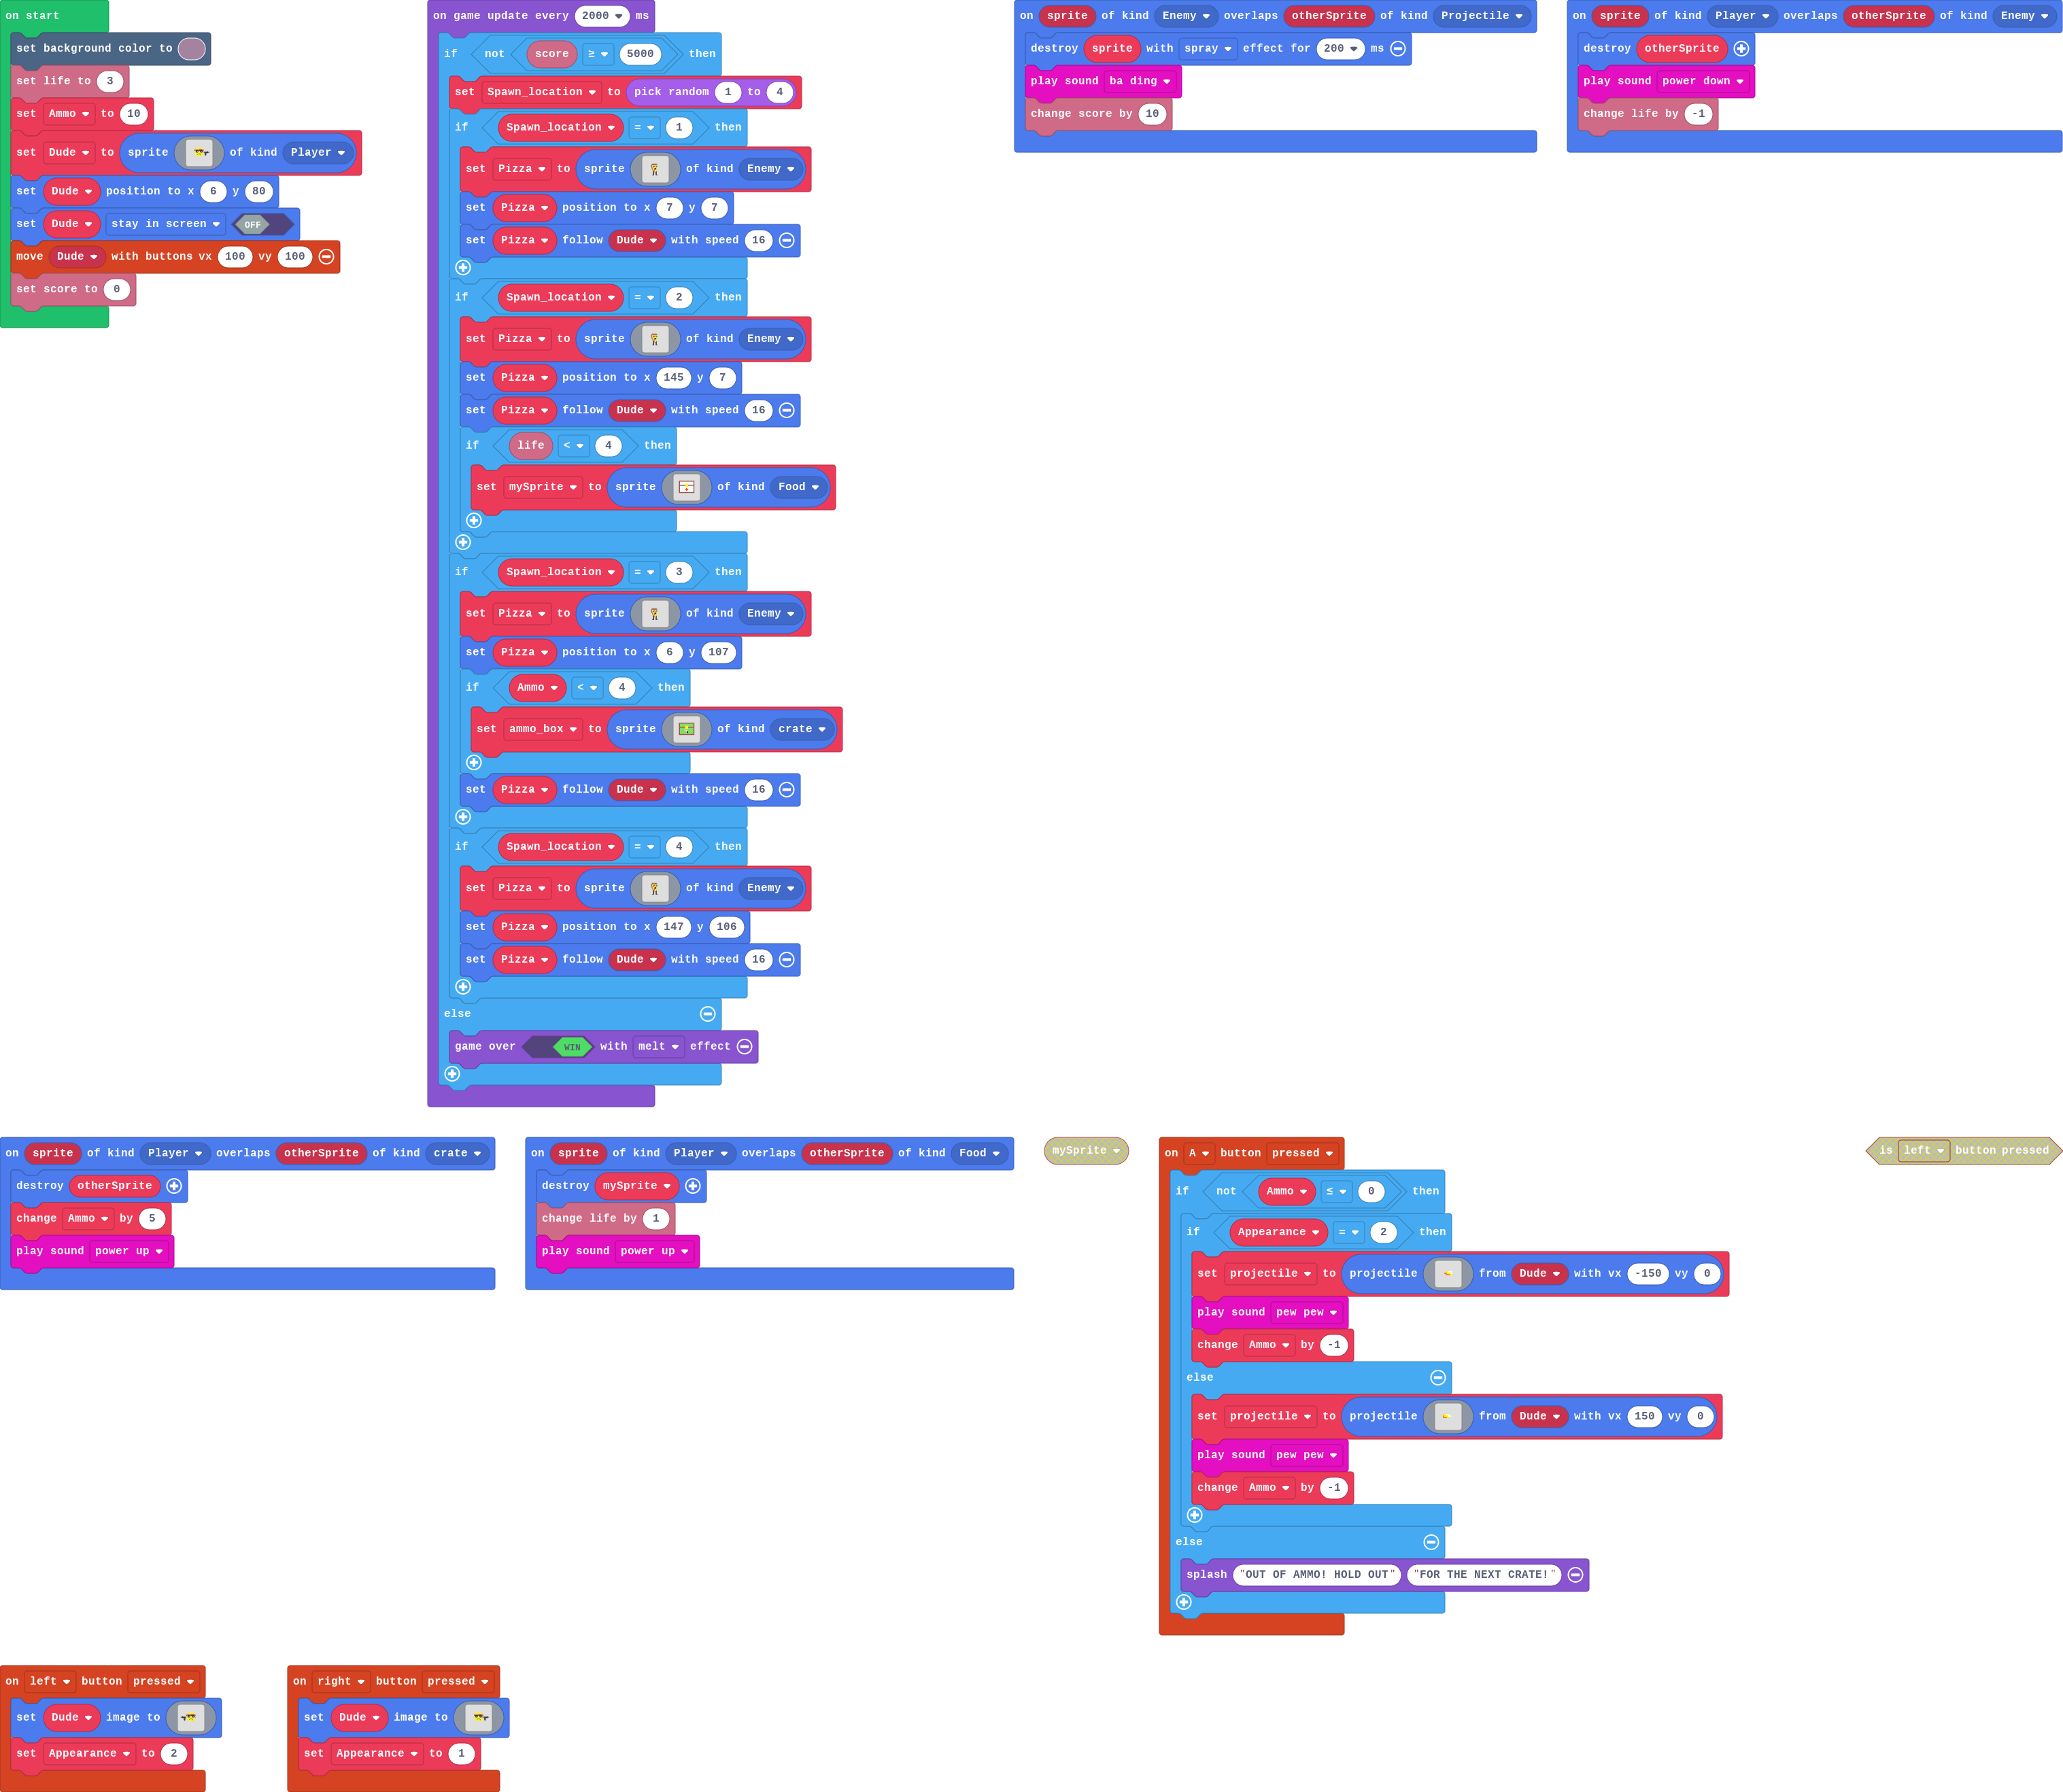 on start
set background color to
set life to 3
set Ammo to 10
set Dude to sprite of kind Player
set Dude position to x 6 y 80
set Dude stay in screen OFF
move Dude with buttons vx 100 vy 100
set score to 0
on game update every 2000 ms
if not score ≥ 5000 then
set Spawn_location to pick random 1 to 4
if Spawn_location = 1 then
set Pizza to sprite of kind Enemy
set Pizza position to x 7 y 7
set Pizza follow Dude with speed 16
if Spawn_location = 2 then
set Pizza to sprite of kind Enemy
set Pizza position to x 145 y 7
set Pizza follow Dude with speed 16
if life < 4 then
set mySprite to sprite of kind Food
if Spawn_location = 3 then
set Pizza to sprite of kind Enemy
set Pizza position to x 6 y 107
if Ammo < 4 then
set ammo_box to sprite of kind crate
set Pizza follow Dude with speed 16
if Spawn_location = 4 then
set Pizza to sprite of kind Enemy
set Pizza position to x 147 y 106
set Pizza follow Dude with speed 16
else
game over WIN with melt effect
on sprite of kind Enemy overlaps otherSprite of kind Projectile
destroy sprite with spray effect for 200 ms
play sound ba ding
change score by 10
on sprite of kind Player overlaps otherSprite of kind Enemy
destroy otherSprite
play sound power down
change life by -1
on sprite of kind Player overlaps otherSprite of kind crate
destroy otherSprite
change Ammo by 5
play sound power up
on sprite of kind Player overlaps otherSprite of kind Food
destroy mySprite
change life by 1
play sound power up
mySprite
on A button pressed
if not Ammo ≤ 0 then
if Appearance = 2 then
set projectile to projectile from Dude with vx -150 vy 0
play sound pew pew
change Ammo by -1
else
set projectile to projectile from Dude with vx 150 vy 0
play sound pew pew
change Ammo by -1
else
splash "OUT OF AMMO! HOLD OUT" "FOR THE NEXT CRATE!"
is left button pressed
on left button pressed
set Dude image to
set Appearance to 2
on right button pressed
set Dude image to
set Appearance to 1